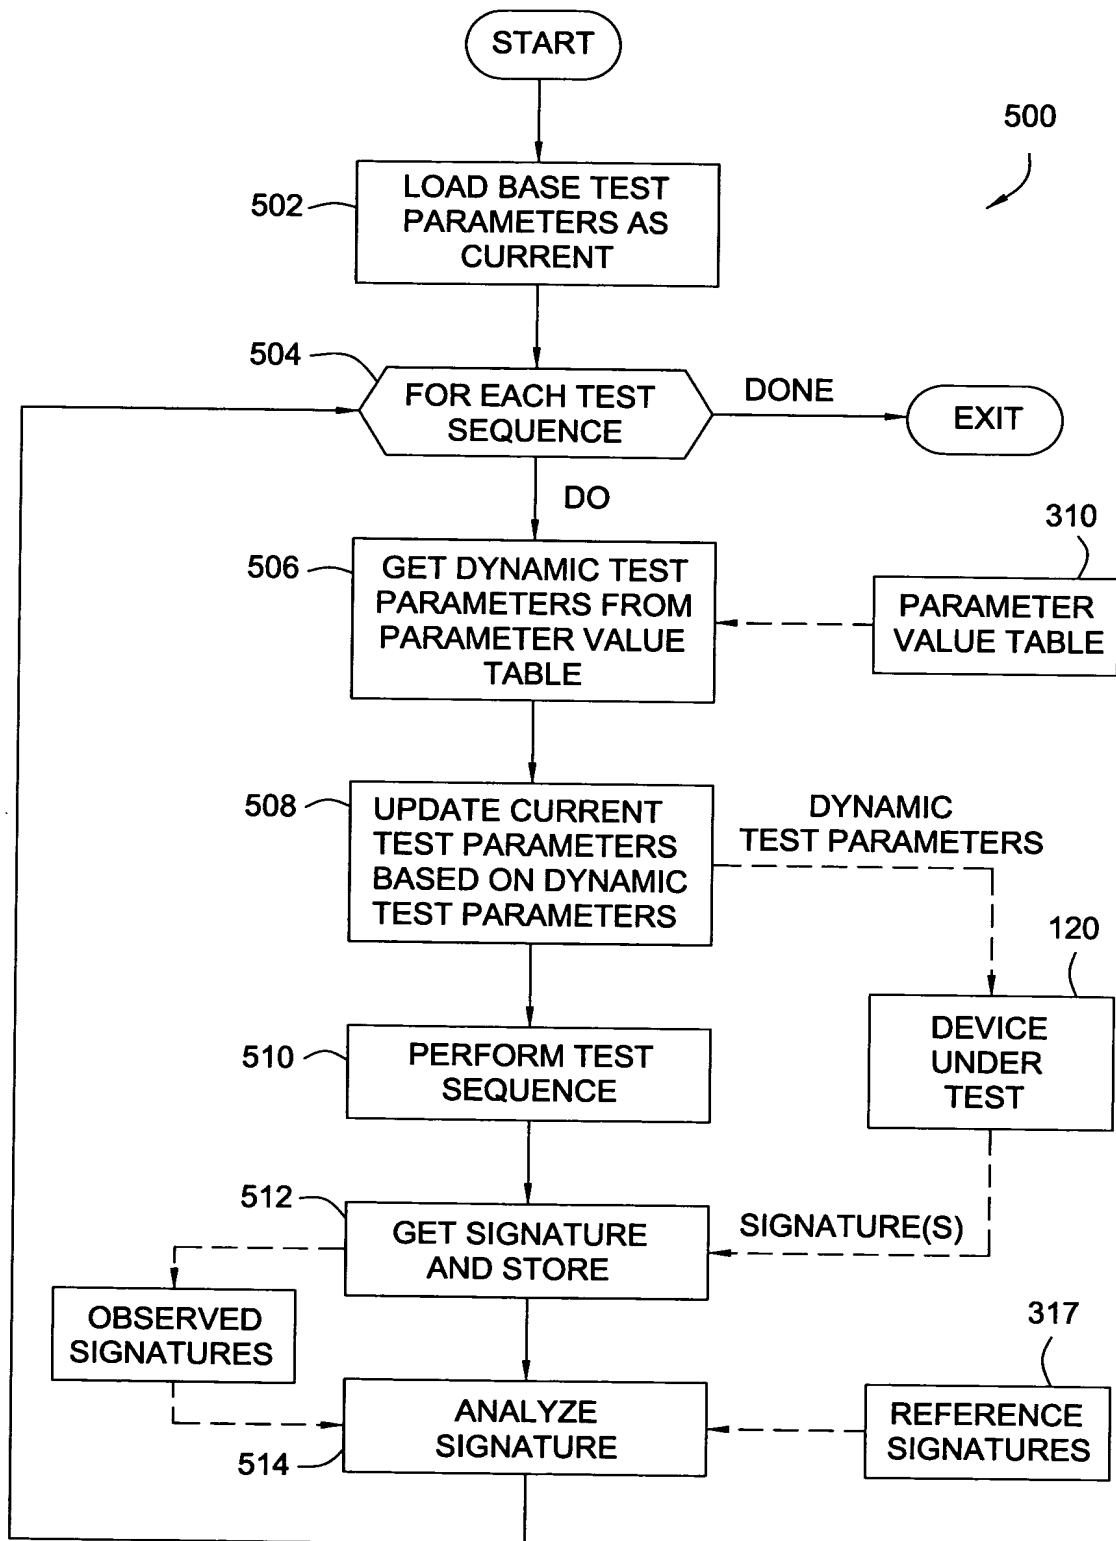 START
500
502
LOAD BASE TEST
PARAMETERS AS
CURRENT
504
FOR EACH TEST
SEQUENCE
DONE
EXIT
DO
506
GET DYNAMIC TEST
PARAMETERS FROM
PARAMETER VALUE
TABLE
310
PARAMETER
VALUE TABLE
508
UPDATE CURRENT
TEST PARAMETERS
BASED ON DYNAMIC
TEST PARAMETERS
DYNAMIC
TEST PARAMETERS
120
DEVICE
UNDER
TEST
510
PERFORM TEST
SEQUENCE
512
GET SIGNATURE
AND STORE
SIGNATURE(S)
OBSERVED
SIGNATURES
317
REFERENCE
SIGNATURES
514
ANALYZE
SIGNATURE